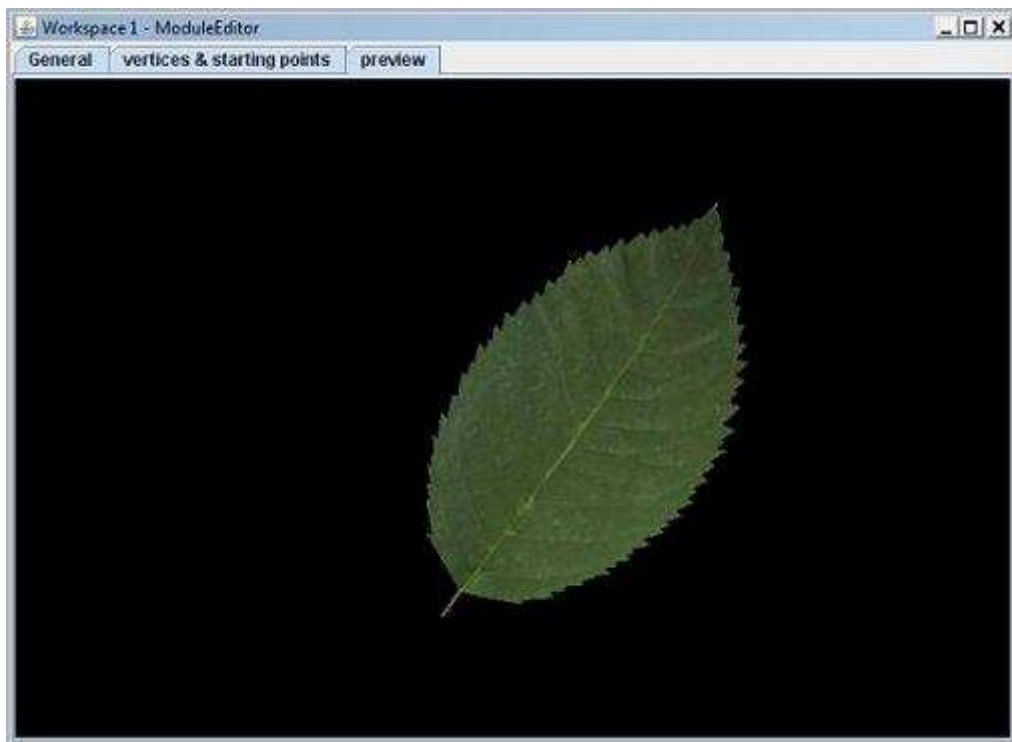 Workspace 1 - ModuleEditor
General vertices & starting points preview